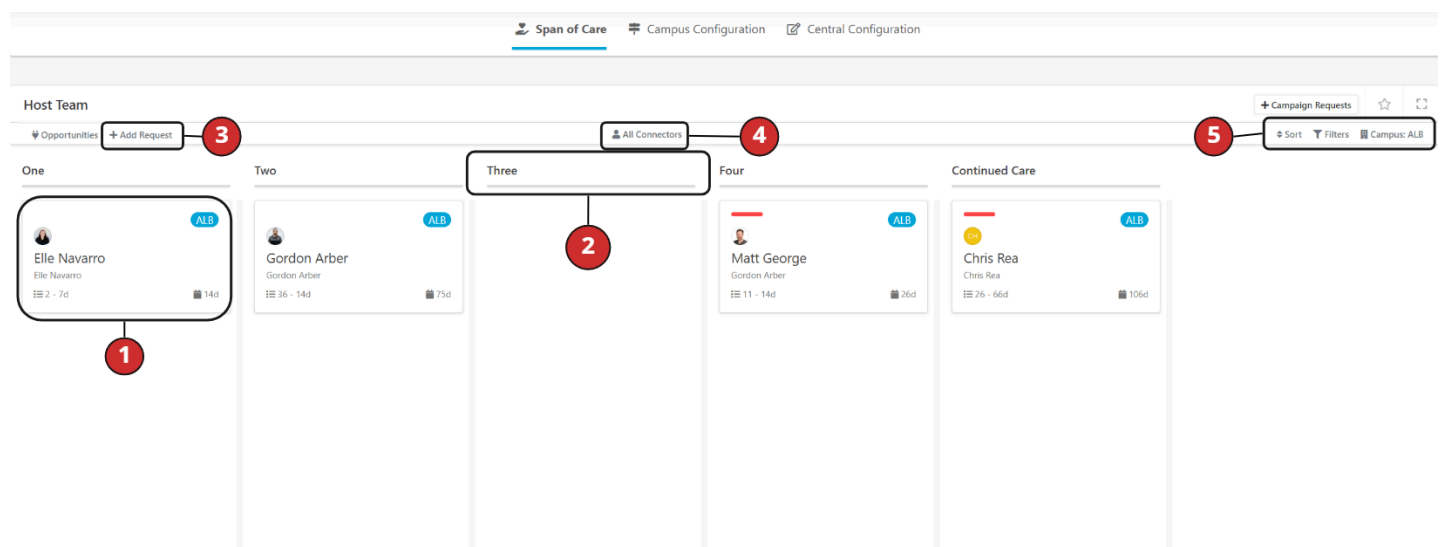 Span of Care Campus Configuration Central Configuration
Host Team + Campaign Requests
Opportunities + Add Request 3 All Connectors 4 5 Sort Filters Campus: ALB
One Two Three Four Continued Care
ALB ALB ALB ALB
CH
Elle Navarro Gordon Arber 2 Matt George Chris Rea
Elle Navarro Gordon Arber Gordon Arber Chris Rea
2 - 7d 14d 36 - 14d 75d 11 - 14d 26d 26 - 66d 106d
1